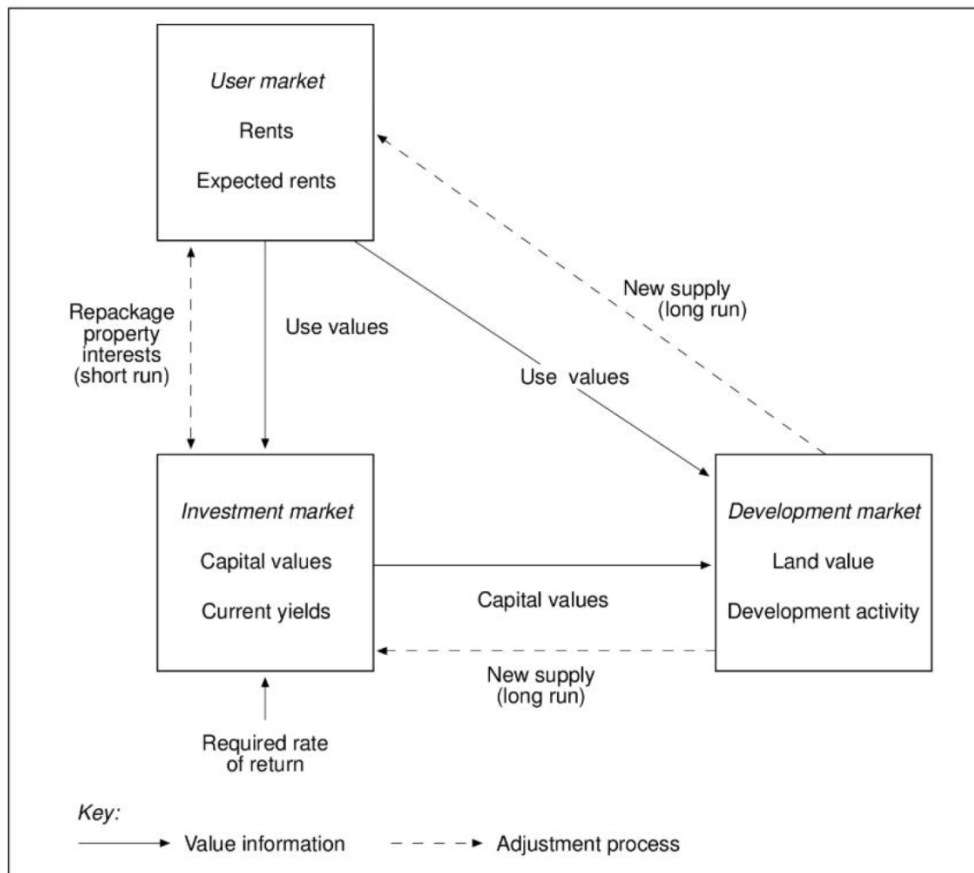 User market
Rents
Expected rents
New supply
(long run)
Repackage
property
interests
(short run)
Use values
Use values
Investment market
Capital values
Current yields
Development market
Land value
Development activity
Capital values
New supply
(long run)
Required rate
of return
Key:
Value information
Adjustment process